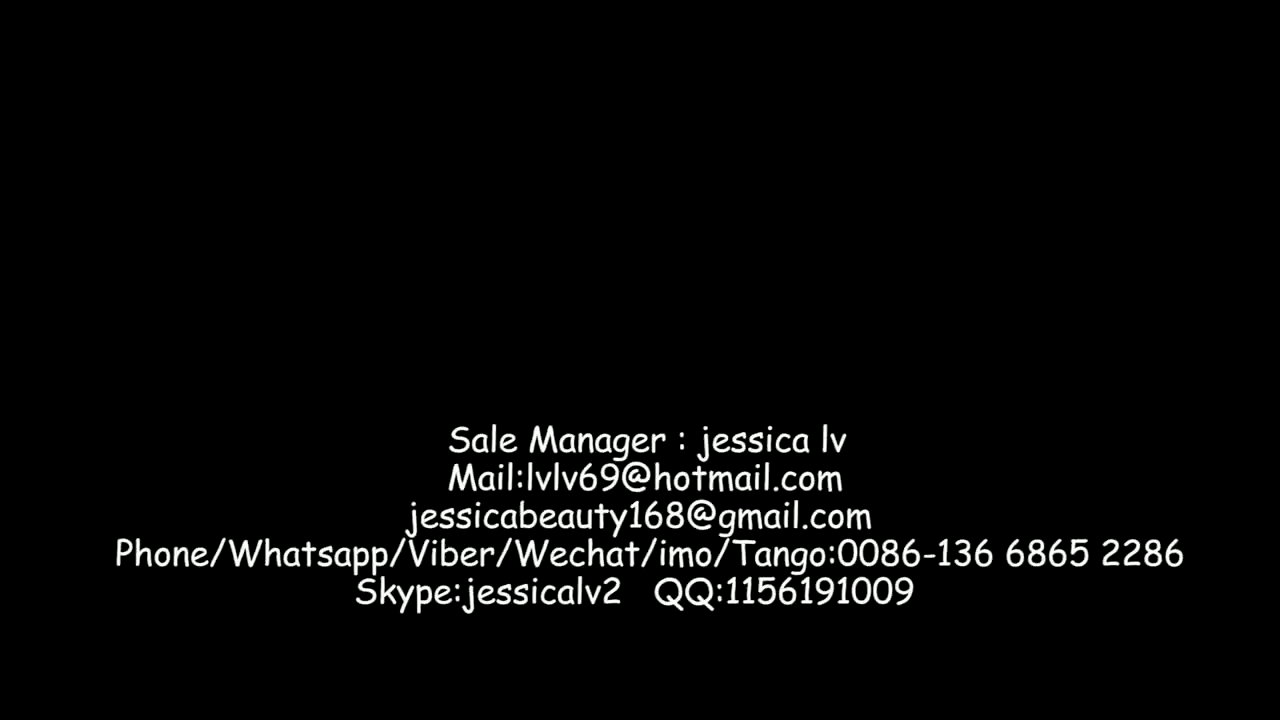 Sale Manager : jessica lv
Mail:lvlv69@hotmail.com
jessicabeauty168@gmail.com
Phone/Whatsapp/Viber/Wechat/imo/Tango:0086-136 6865 2286
Skype:jessicalv2   QQ:1156191009